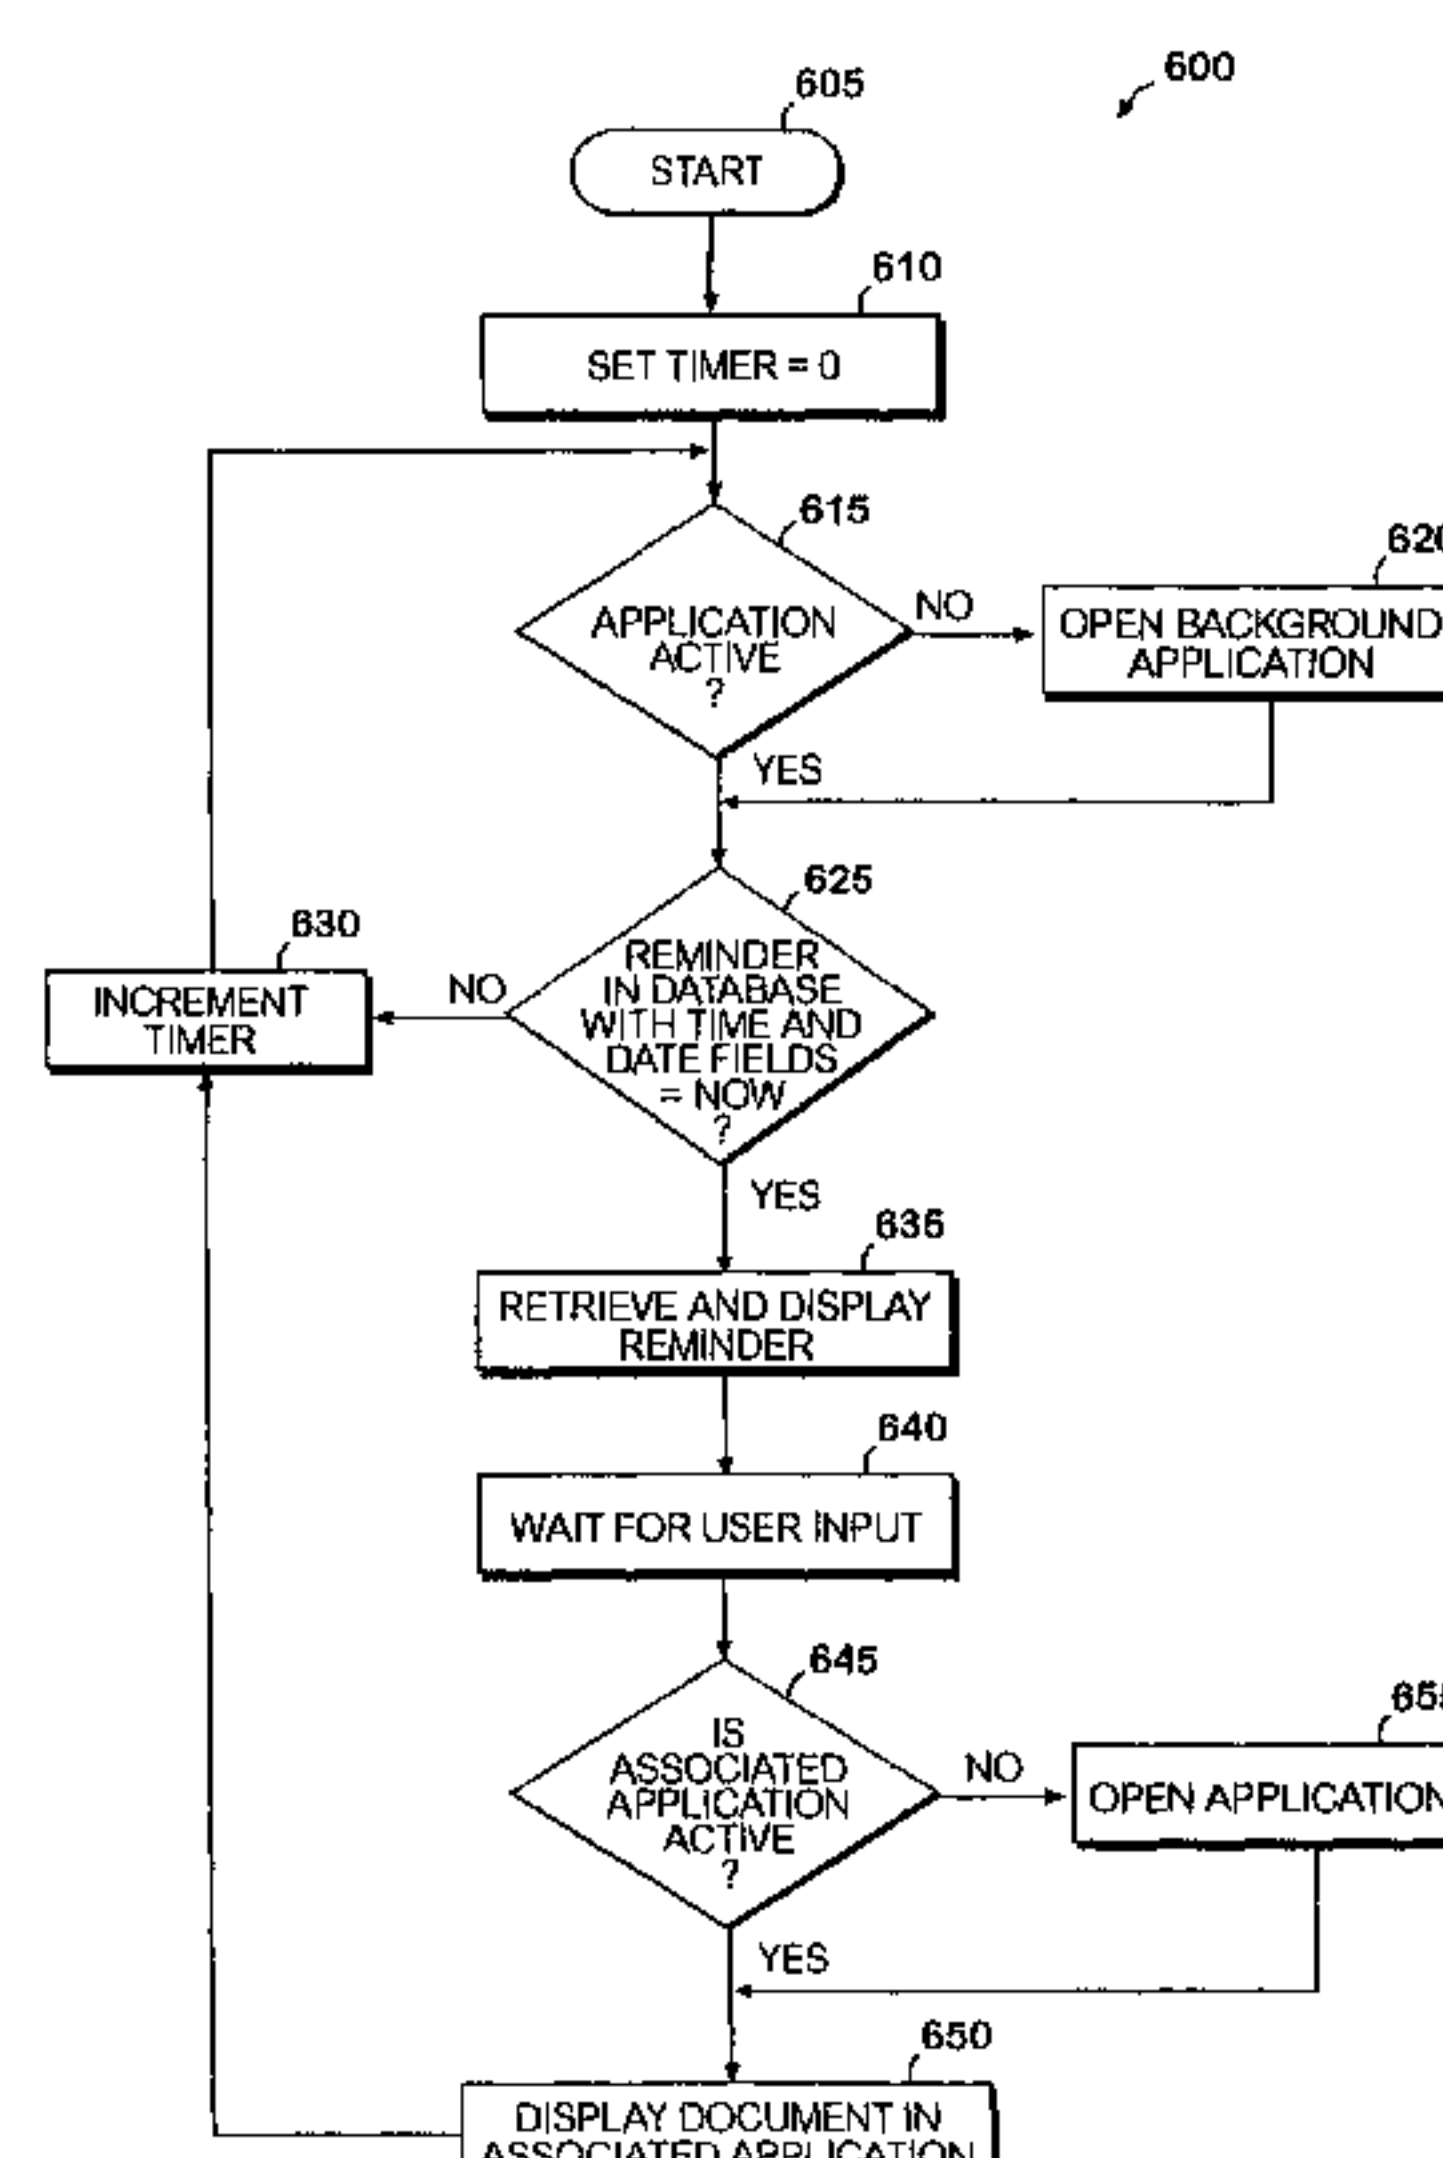 600
605
START
610
SET TIMER = 0
615
APPLICATION
ACTIVE
?
NO
OPEN BACKGROUND
APPLICATION
YES
625
REMINDER
IN DATABASE
WITH TIME AND
DATE FIELDS
= NOW
?
NO
630
INCREMENT
TIMER
YES
635
RETRIEVE AND DISPLAY
REMINDER
640
WAIT FOR USER INPUT
645
IS
ASSOCIATED
APPLICATION
ACTIVE
?
NO
OPEN APPLICATION
YES
650
DISPLAY DOCUMENT IN
ASSOCIATED APPLICATION